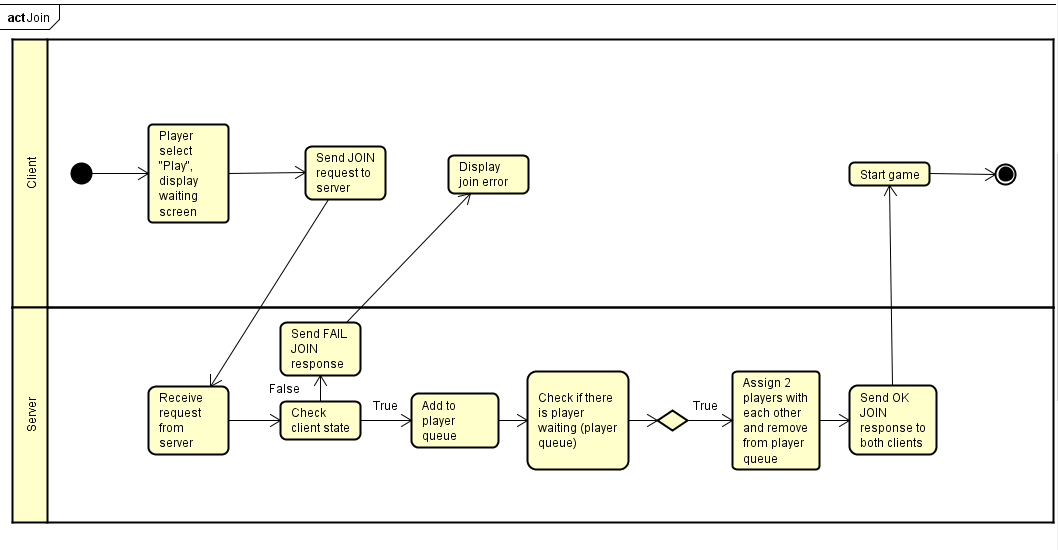 act Join
Client
Player
select
"Play",
display
waiting
screen
Send JOIN
request to
server
Display
join error
Start game
Server
Send FAIL
JOIN
response
False
Receive
request
from
server
Check
client state
True
Add to
player
queue
Check if there
is player
waiting (player
queue)
True
Assign 2
players with
each other
and remove
from player
queue
Send OK
JOIN
response to
both clients